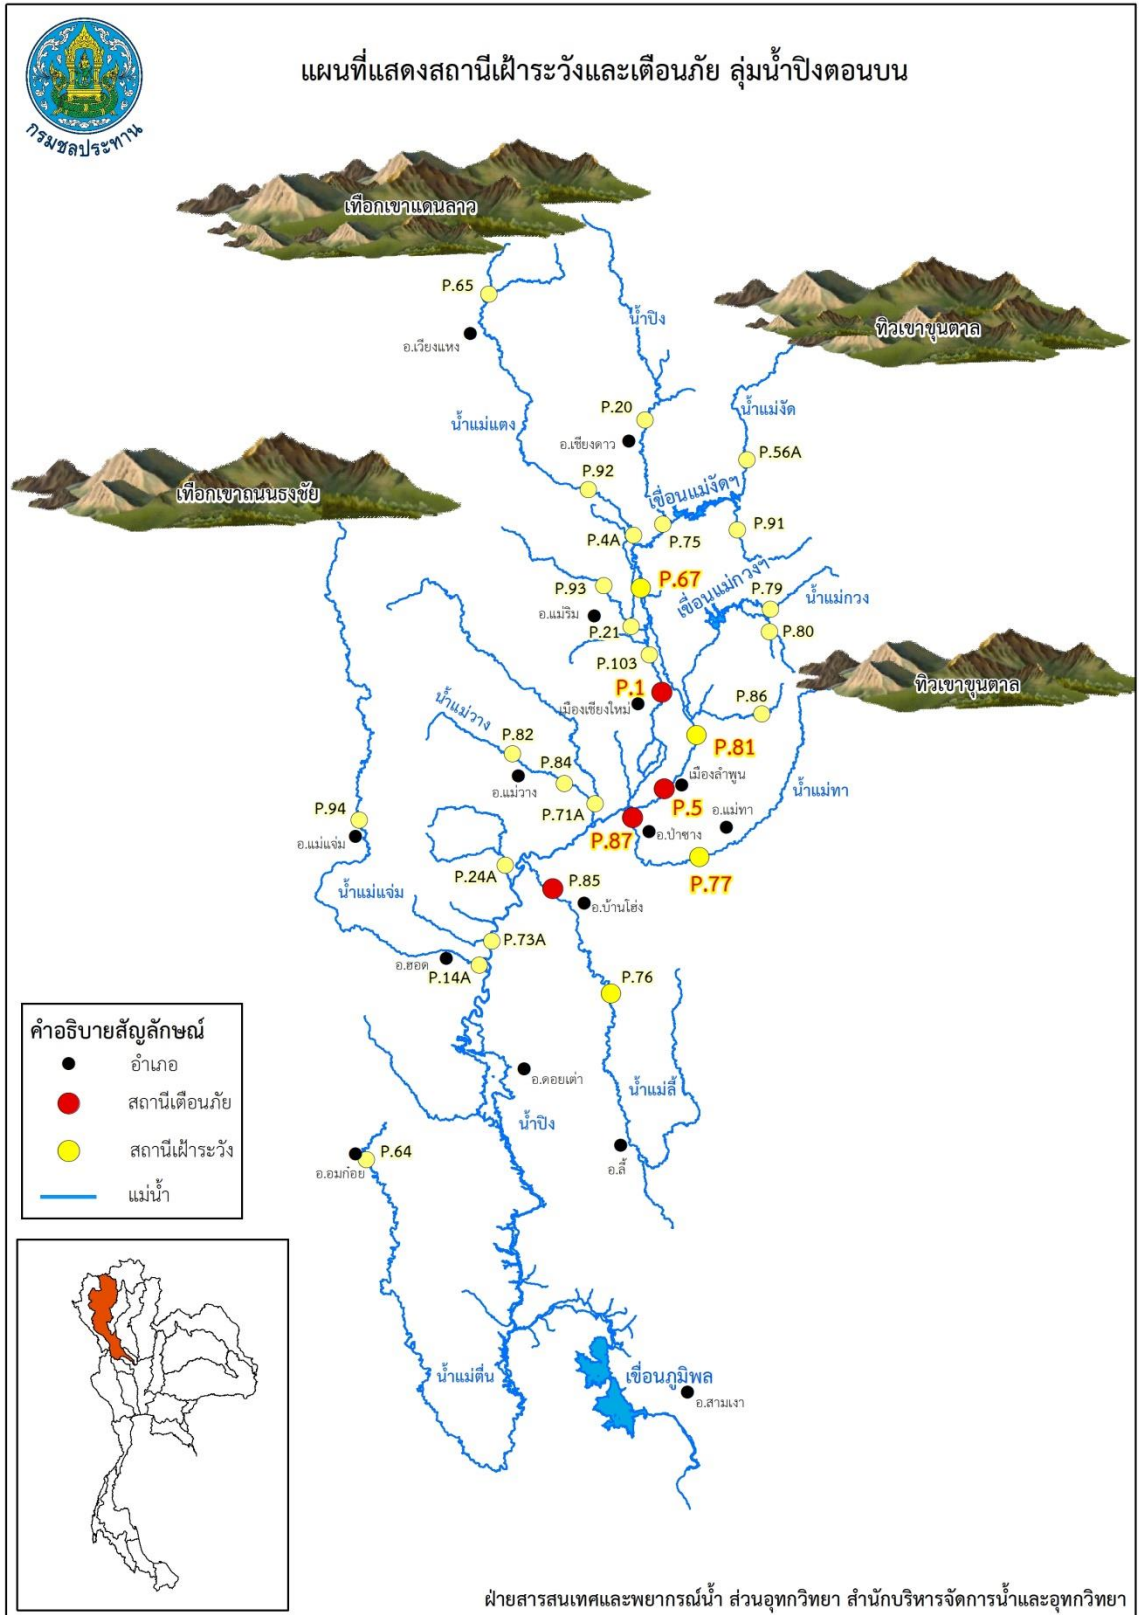 แผนที่แสดงสถานีเฝ้าระวังและเตือนภัย ลุ่มน้ำปิงตอนบน
กรมชลประทาน
เทือกเขาแดนลาว
P.65
น้ำปิง
ทิวเขาขุนตาล
อ.เวียงแหง
P.20
น้ำแม่งัด
น้ำแม่แตง
อ.เชียงดาว
P.56A
P.92
เขื่อนแม่งัดฯ
เทือกเขาถนนธงชัย
P.4A
P.75
P.91
P.67
เขื่อนแม่กวงฯ
P.93
P.79
น้ำแม่กวง
อ.แม่ริม
P.21
P.80
P.103
ทิวเขาขุนตาล
P.1
P.86
น้ำแม่วาง
เมืองเชียงใหม่
P.82
P.81
P.84
เมืองลำพูน
อ.แม่วาง
น้ำแม่ทา
P.94
P.71A
P.5
อ.แม่ทา
อ.แม่แจ่ม
P.87
อ.ป่าซาง
P.24A
P.77
น้ำแม่แจ่ม
P.85
อ.บ้านโฮ่ง
P.73A
อ.ฮอด
P.14A
P.76
คำอธิบายสัญลักษณ์
อำเภอ
สถานีเตือนภัย
สถานีเฝ้าระวัง
แม่น้ำ
อ.ดอยเต่า
น้ำแม่ลี้
น้ำปิง
P.64
อ.อมก๋อย
อ.ลี้
น้ำแม่ตื่น
เขื่อนภูมิพล
อ.สามเงา
ฝ่ายสารสนเทศและพยากรณ์น้ำ ส่วนอุทกวิทยา สำนักบริหารจัดการน้ำและอุทกวิทยา